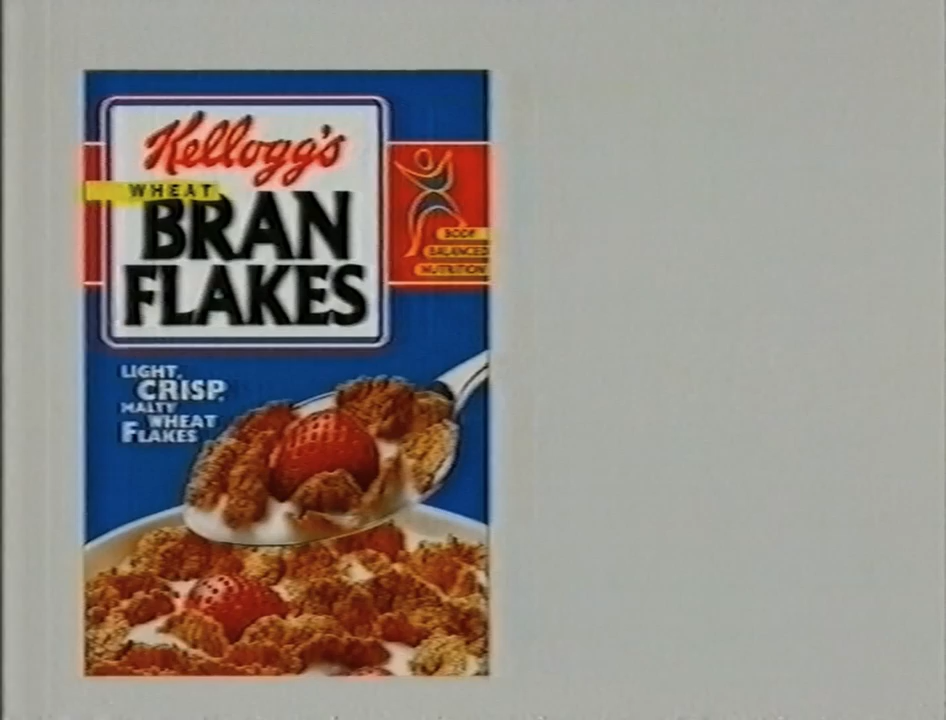 Kellogg's
WHEAT
BRAN
FLAKES
BODY
BALANCED
NUTRITION
LIGHT,
CRISP,
MALTY
WHEAT
FLAKES